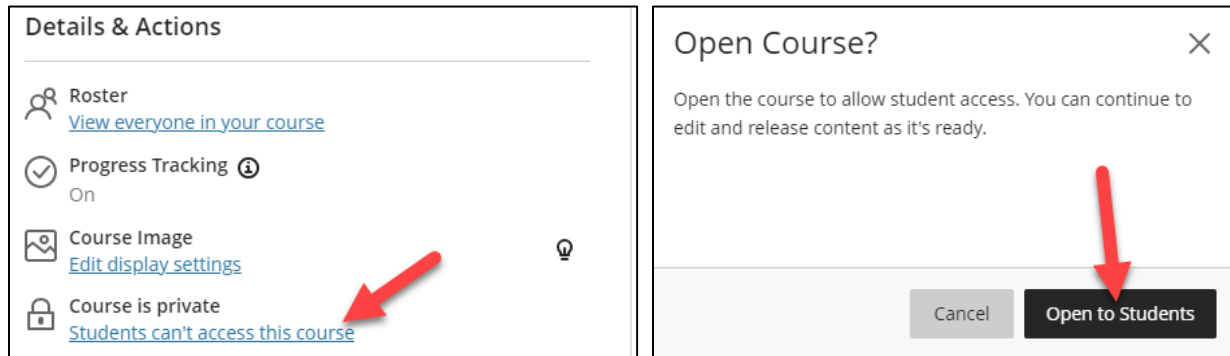 Details & Actions
Roster
View everyone in your course
Progress Tracking
On
Course Image
Edit display settings
Course is private
Students can't access this course
Open Course?
Open the course to allow student access. You can continue to
edit and release content as it's ready.
Cancel
Open to Students